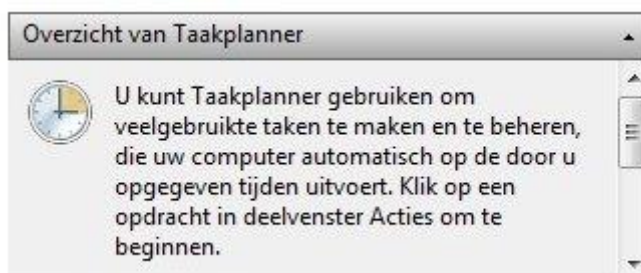 Overzicht van Taakplanner
U kunt Taakplanner gebruiken om
veelgebruikte taken te maken en te beheren,
die uw computer automatisch op de door u
opgegeven tijden uitvoert. Klik op een
opdracht in deelvenster Acties om te
beginnen.